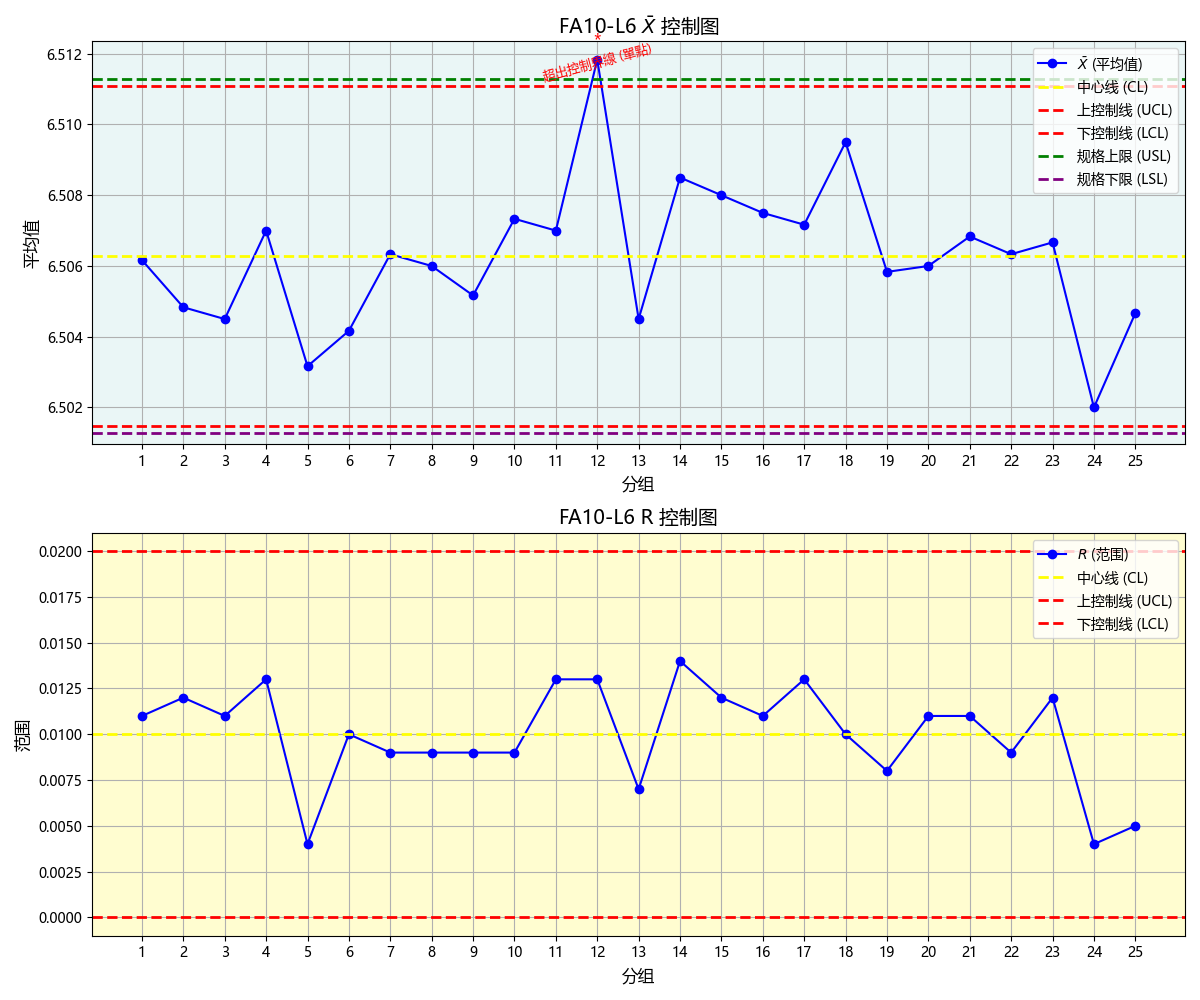 FA10-L6 X̄ 控制图
*
超出控制界線 (單點)
X̄ (平均值)
中心线 (CL)
上控制线 (UCL)
下控制线 (LCL)
规格上限 (USL)
规格下限 (LSL)
平均值
6.512
6.510
6.508
6.506
6.504
6.502
1 2 3 4 5 6 7 8 9 10 11 12 13 14 15 16 17 18 19 20 21 22 23 24 25
分组
FA10-L6 R 控制图
R (范围)
中心线 (CL)
上控制线 (UCL)
下控制线 (LCL)
范围
0.0200
0.0175
0.0150
0.0125
0.0100
0.0075
0.0050
0.0025
0.0000
1 2 3 4 5 6 7 8 9 10 11 12 13 14 15 16 17 18 19 20 21 22 23 24 25
分组